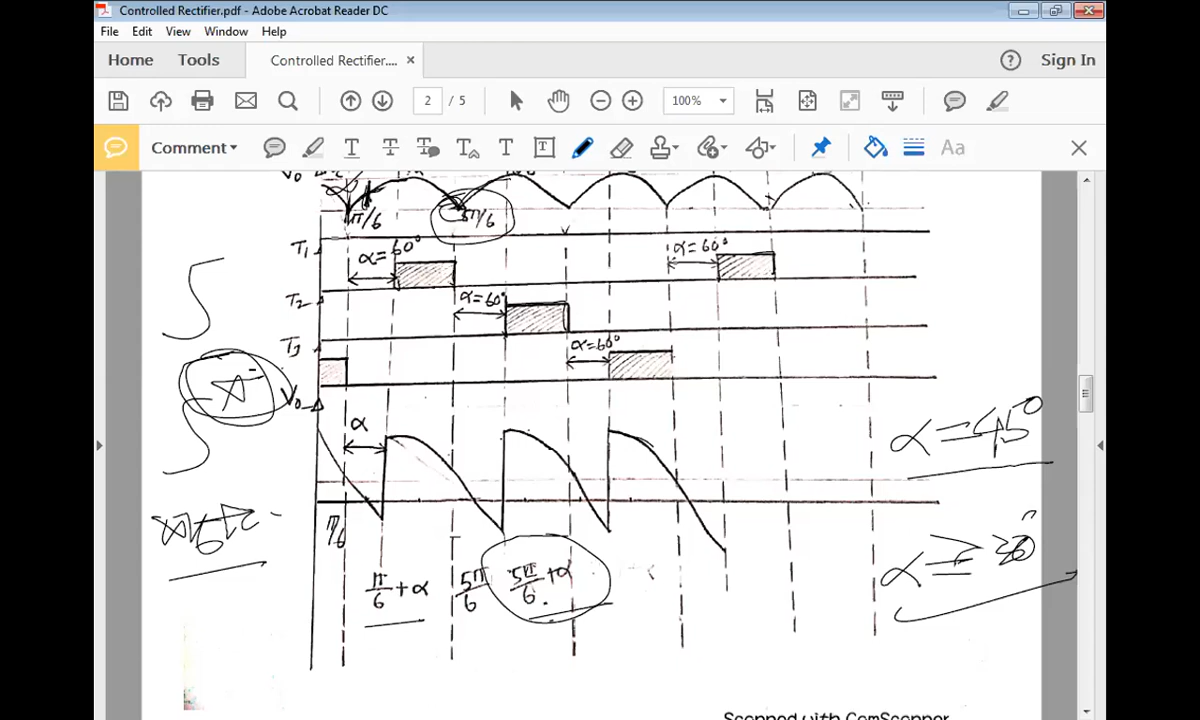 Controlled Rectifier.pdf - Adobe Acrobat Reader DC
File Edit View Window Help
Home Tools Controlled Rectifier.... × Sign In
2 / 5 100%
Comment Aa
V₀
π/6 5π/6
T₁ α=60° α=60°
T₂ α=60°
T₃ α=60°
V₀
α
α=45°
π/6
α≥30
π/6+α 5π/6 5π/6+α
Scanned with CamScanner